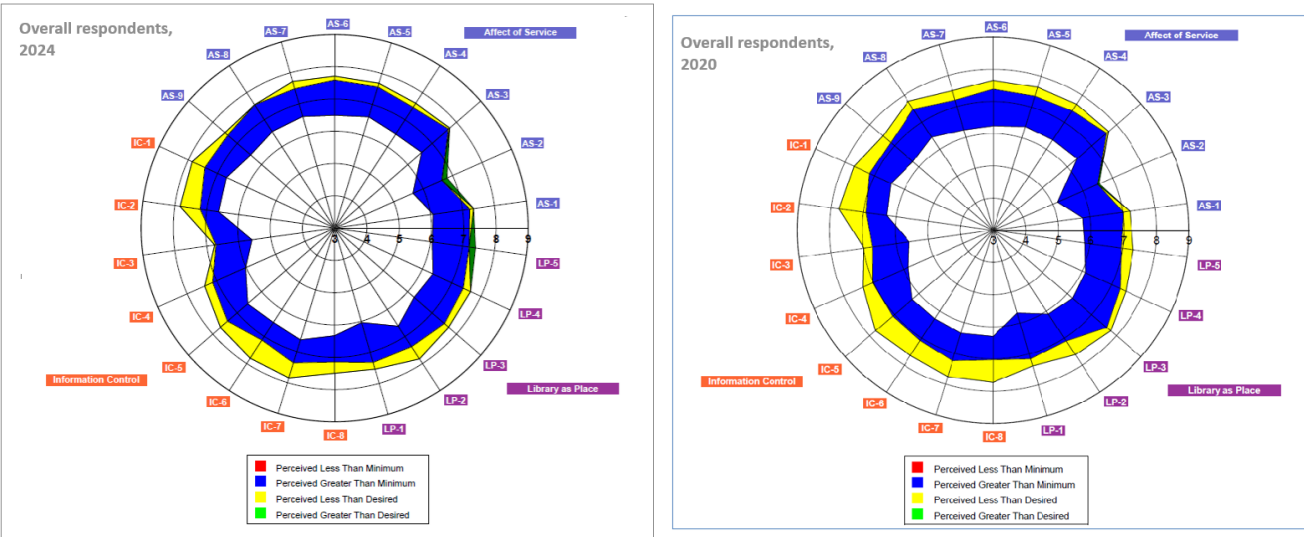 Overall respondents,
2024
AS-6
AS-5
AS-7
Affect of Service
AS-8
AS-4
AS-9
AS-3
IC-1
AS-2
IC-2
AS-1
3 4 5 6 7 8 9
IC-3
LP-5
IC-4
LP-4
IC-5
LP-3
Information Control
Library as Place
IC-6
LP-2
IC-7
LP-1
IC-8
Perceived Less Than Minimum
Perceived Greater Than Minimum
Perceived Less Than Desired
Perceived Greater Than Desired
Overall respondents,
2020
AS-6
AS-5
AS-7
Affect of Service
AS-8
AS-4
AS-9
AS-3
IC-1
AS-2
IC-2
AS-1
3 4 5 6 7 8 9
IC-3
LP-5
IC-4
LP-4
IC-5
LP-3
Information Control
Library as Place
IC-6
LP-2
IC-7
LP-1
IC-8
Perceived Less Than Minimum
Perceived Greater Than Minimum
Perceived Less Than Desired
Perceived Greater Than Desired